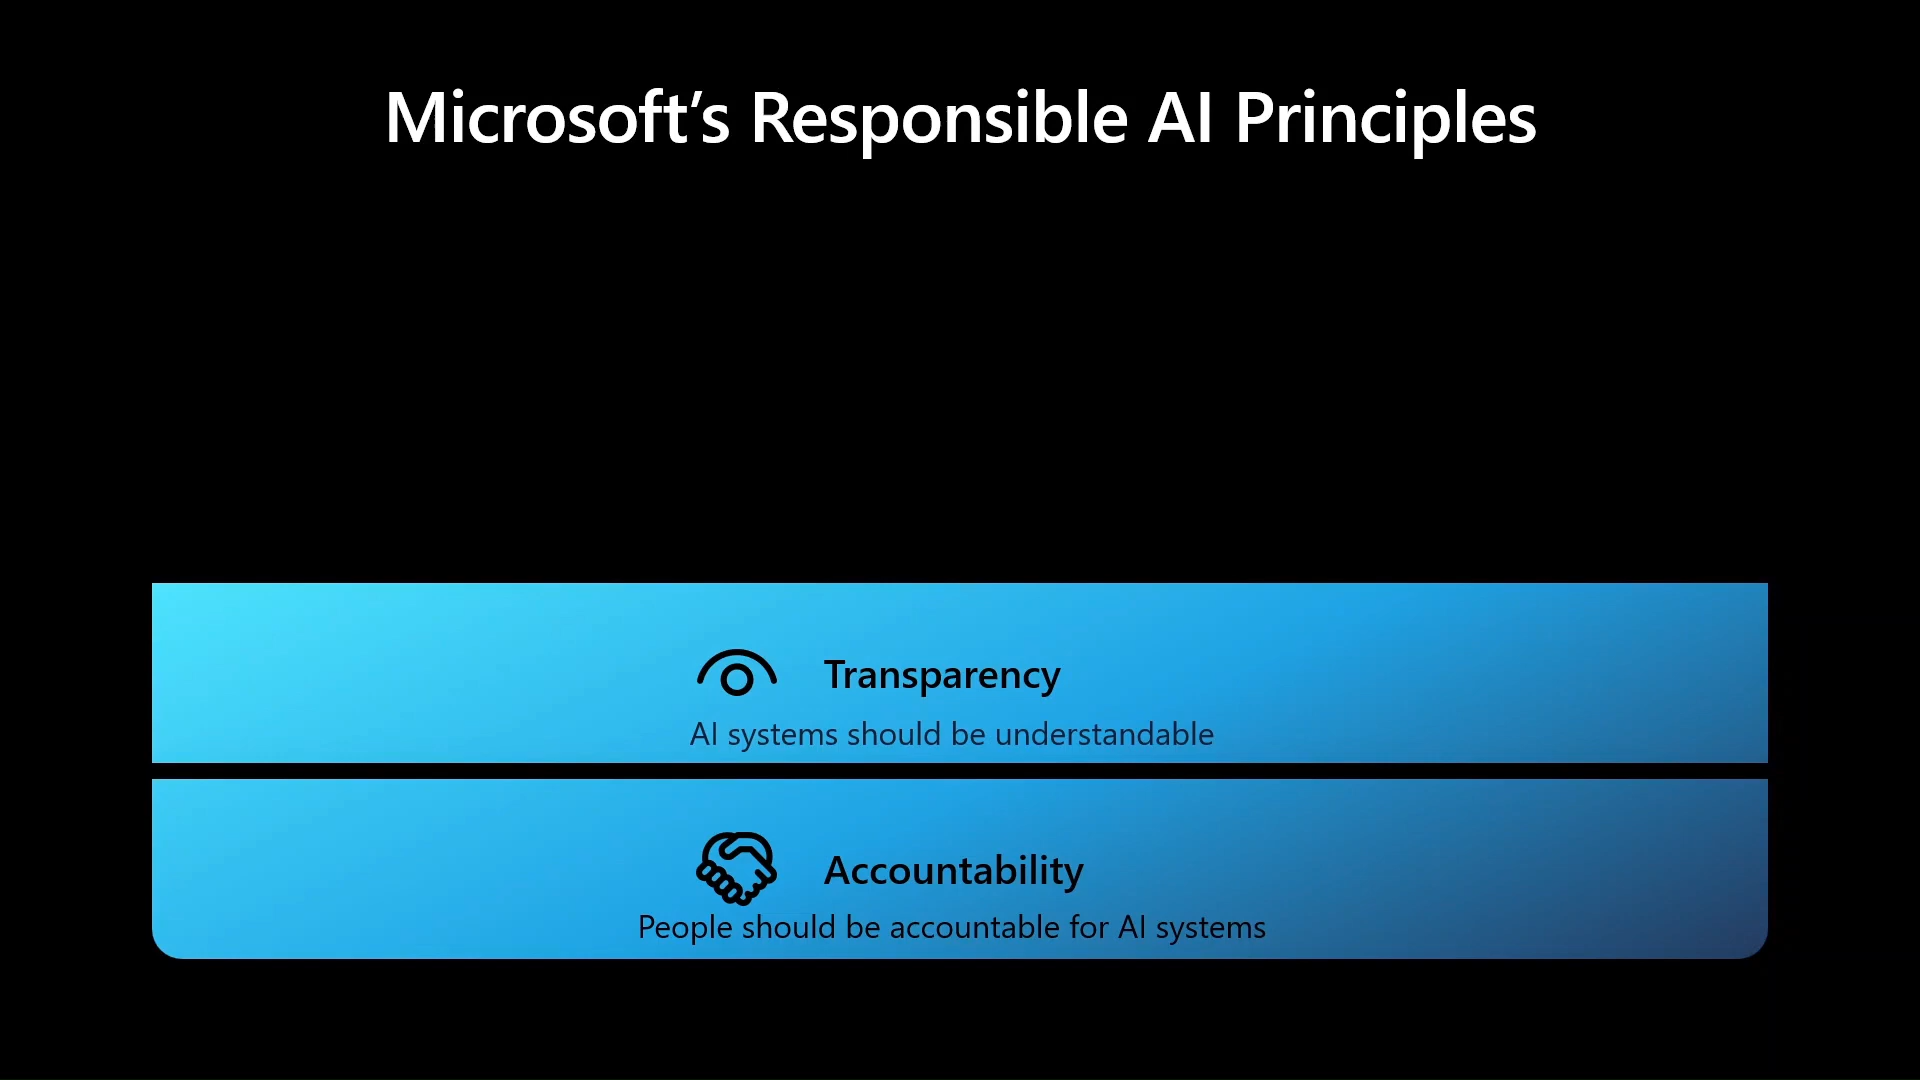 Microsoft’s Responsible AI Principles
Transparency
AI systems should be understandable
Accountability
People should be accountable for AI systems